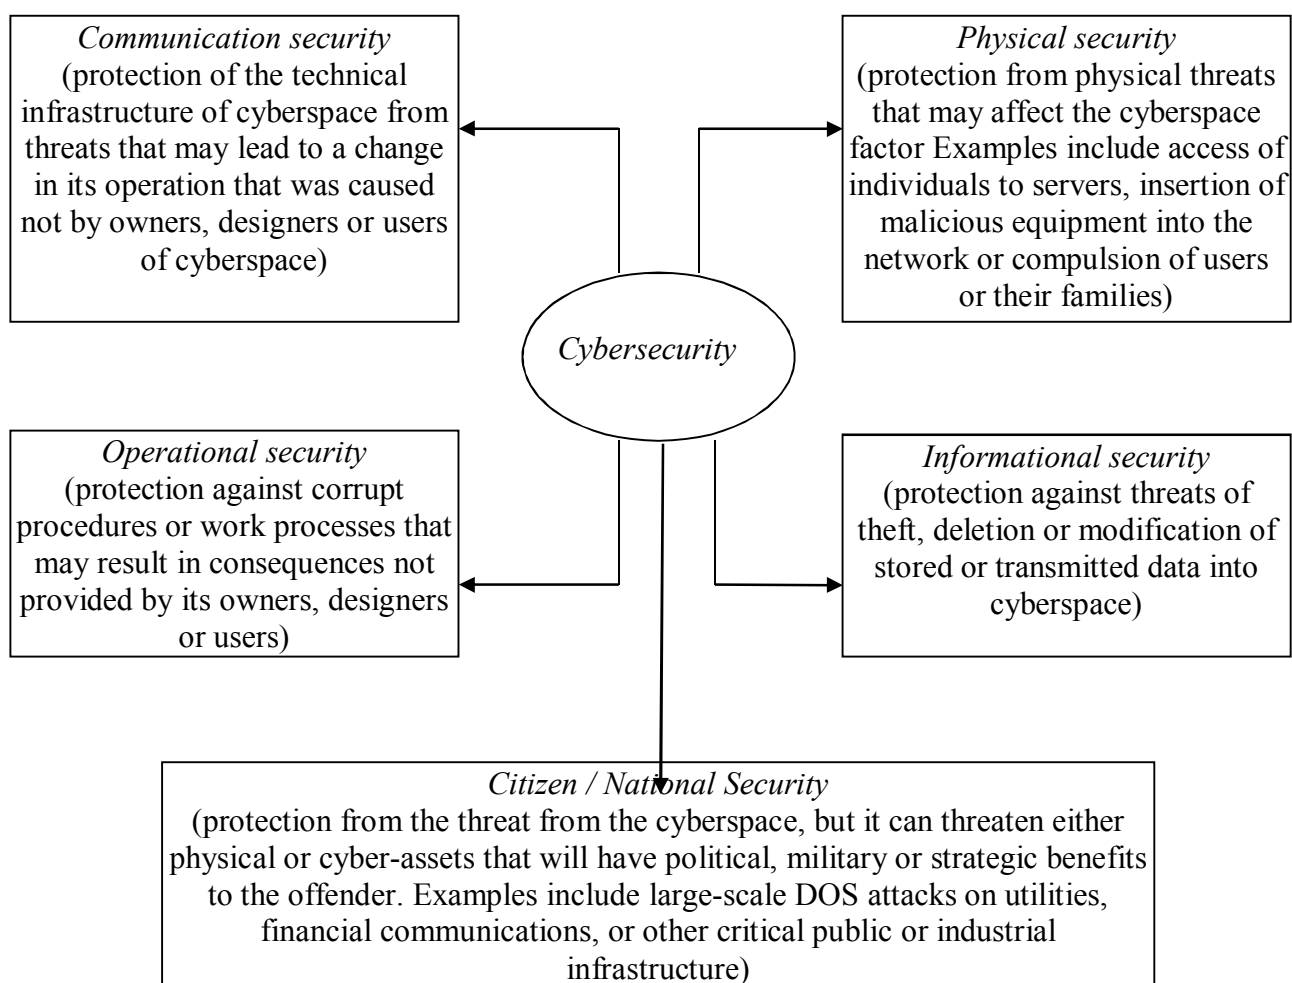 Communication security
(protection of the technical
infrastructure of cyberspace from
threats that may lead to a change
in its operation that was caused
not by owners, designers or users
of cyberspace)
Physical security
(protection from physical threats
that may affect the cyberspace
factor Examples include access of
individuals to servers, insertion of
malicious equipment into the
network or compulsion of users
or their families)
Cybersecurity
Operational security
(protection against corrupt
procedures or work processes that
may result in consequences not
provided by its owners, designers
or users)
Informational security
(protection against threats of
theft, deletion or modification of
stored or transmitted data into
cyberspace)
Citizen / National Security
(protection from the threat from the cyberspace, but it can threaten either
physical or cyber-assets that will have political, military or strategic benefits
to the offender. Examples include large-scale DOS attacks on utilities,
financial communications, or other critical public or industrial
infrastructure)